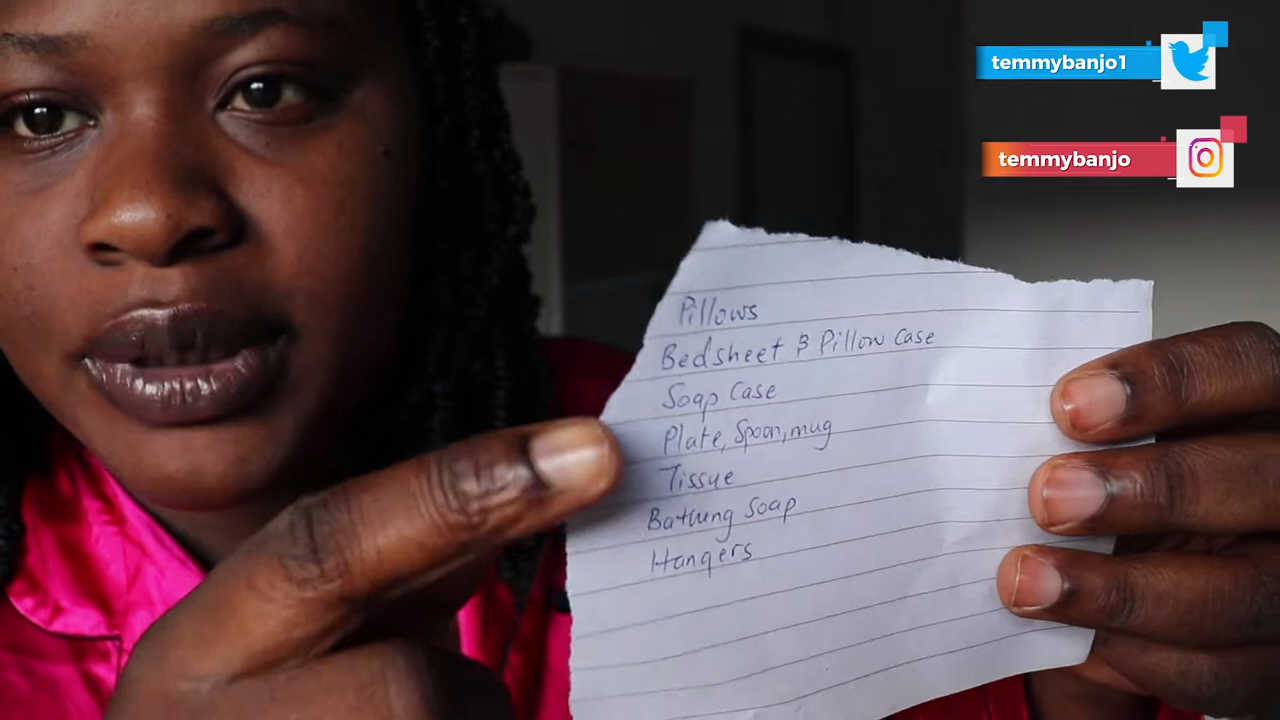 temmybanjo1
temmybanjo
Pillows
Bedsheet & Pillow Case
Soap Case
Plate, Spoon, mug
Tissue
Bathing Soap
Hangers